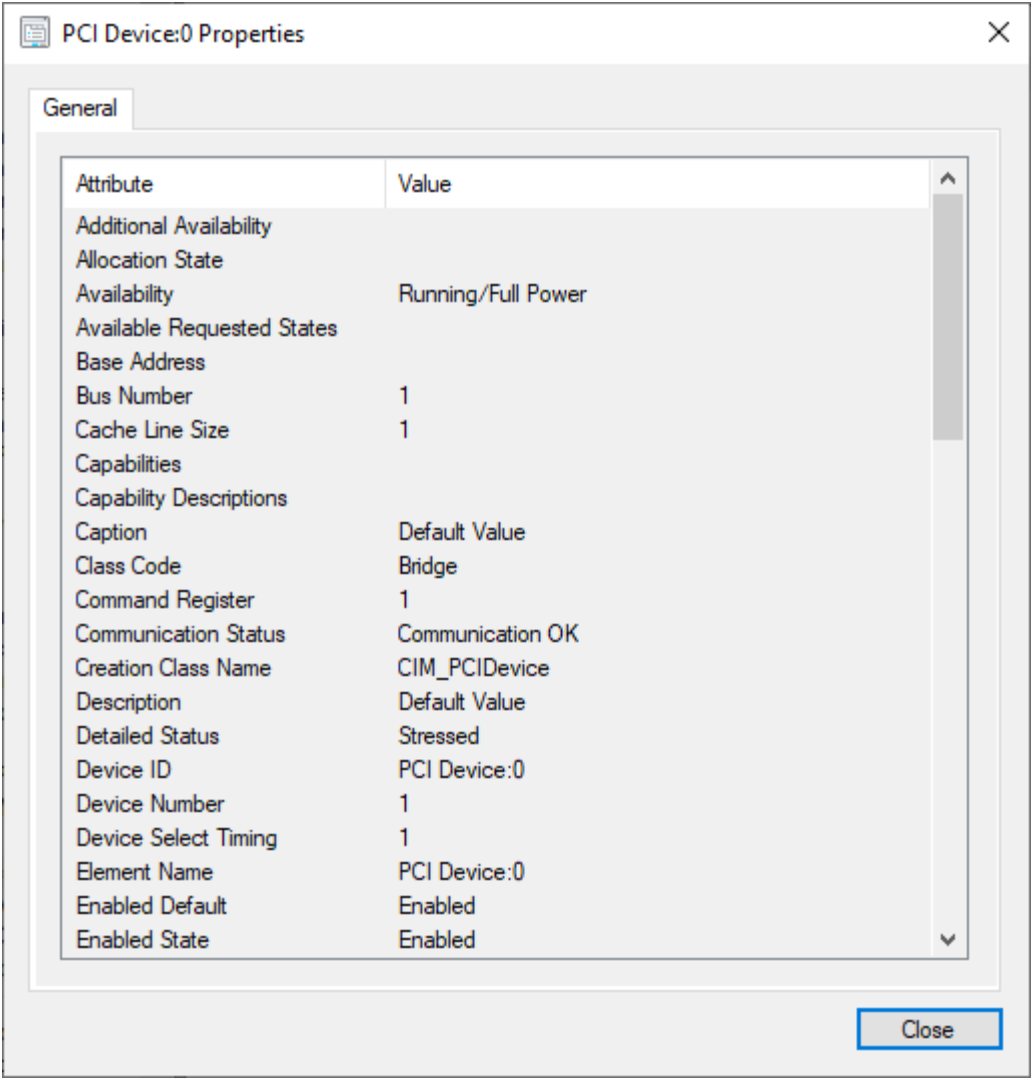 PCI Device:0 Properties
General
Attribute Value
Additional Availability
Allocation State
Availability Running/Full Power
Available Requested States
Base Address
Bus Number 1
Cache Line Size 1
Capabilities
Capability Descriptions
Caption Default Value
Class Code Bridge
Command Register 1
Communication Status Communication OK
Creation Class Name CIM_PCIDevice
Description Default Value
Detailed Status Stressed
Device ID PCI Device:0
Device Number 1
Device Select Timing 1
Element Name PCI Device:0
Enabled Default Enabled
Enabled State Enabled
Close